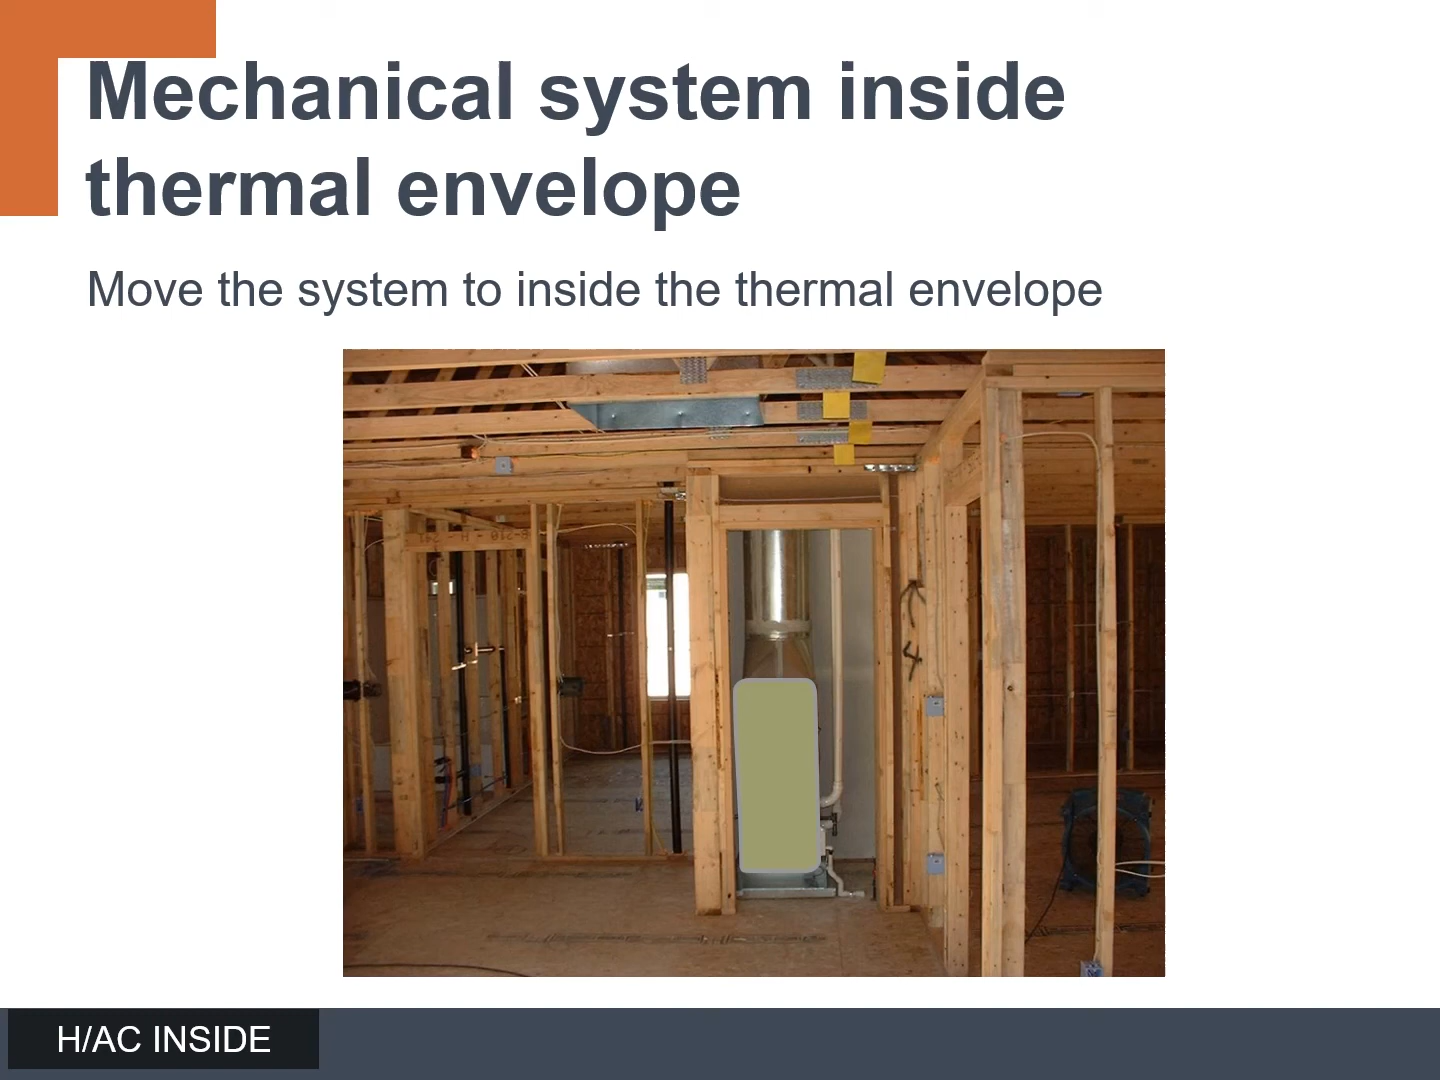 Mechanical system inside
thermal envelope
Move the system to inside the thermal envelope
H/AC INSIDE